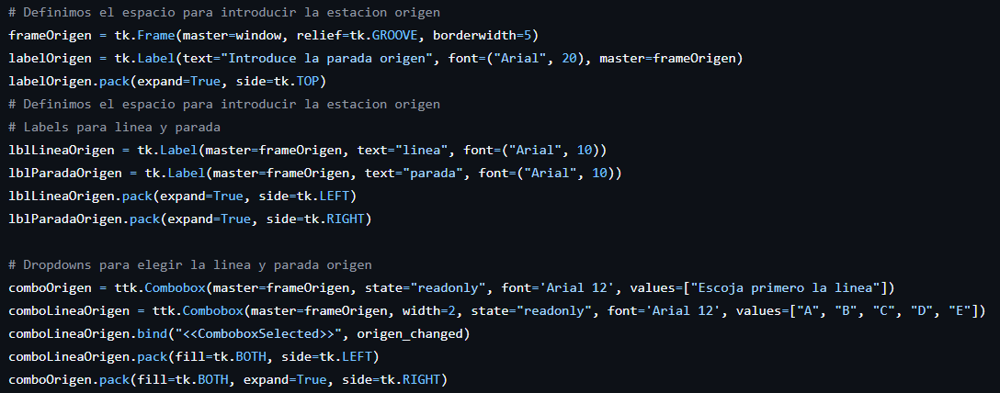 # Definimos el espacio para introducir la estacion origen
frameOrigen = tk.Frame(master=window, relief=tk.GROOVE, borderwidth=5)
labelOrigen = tk.Label(text="Introduce la parada origen", font=("Arial", 20), master=frameOrigen)
labelOrigen.pack(expand=True, side=tk.TOP)
# Definimos el espacio para introducir la estacion origen
# Labels para linea y parada
lblLineaOrigen = tk.Label(master=frameOrigen, text="linea", font=("Arial", 10))
lblParadaOrigen = tk.Label(master=frameOrigen, text="parada", font=("Arial", 10))
lblLineaOrigen.pack(expand=True, side=tk.LEFT)
lblParadaOrigen.pack(expand=True, side=tk.RIGHT)

# Dropdowns para elegir la linea y parada origen
comboOrigen = ttk.Combobox(master=frameOrigen, state="readonly", font='Arial 12', values=["Escoja primero la linea"])
comboLineaOrigen = ttk.Combobox(master=frameOrigen, width=2, state="readonly", font='Arial 12', values=["A", "B", "C", "D", "E"])
comboLineaOrigen.bind("<<ComboboxSelected>>", origen_changed)
comboLineaOrigen.pack(fill=tk.BOTH, side=tk.LEFT)
comboOrigen.pack(fill=tk.BOTH, expand=True, side=tk.RIGHT)